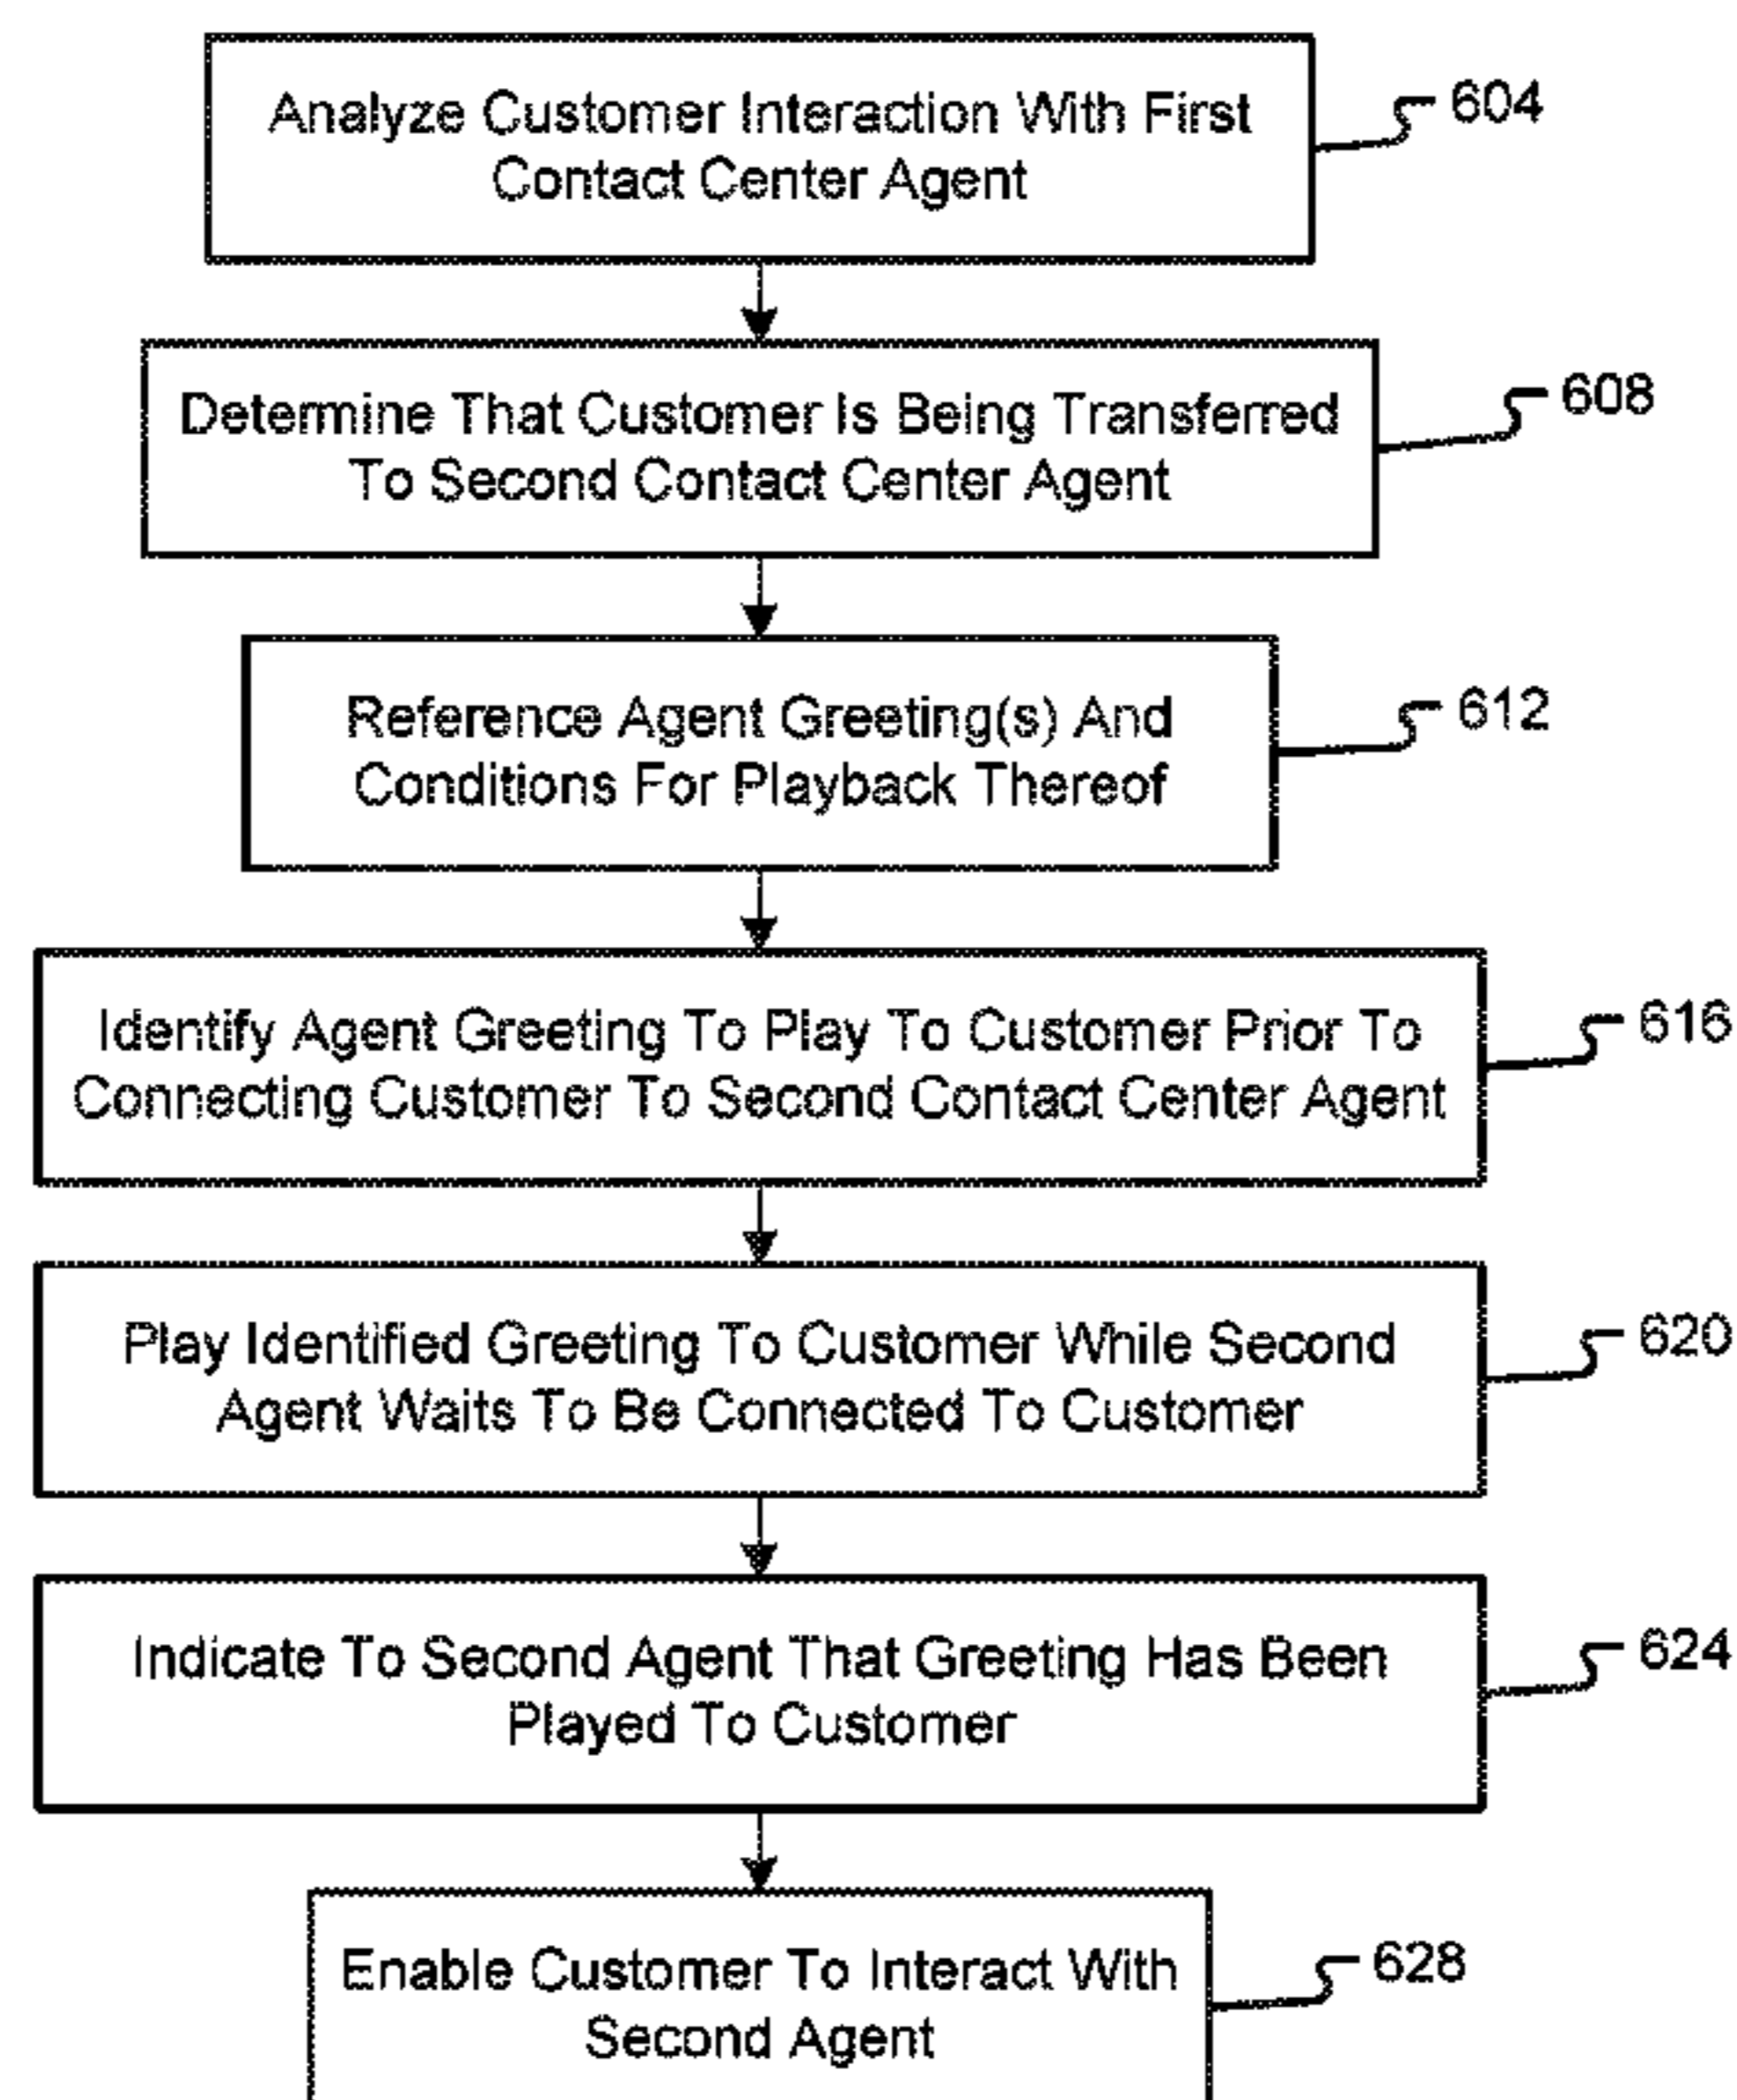 Analyze Customer Interaction With First
Contact Center Agent
604
Determine That Customer Is Being Transferred
To Second Contact Center Agent
608
Reference Agent Greeting(s) And
Conditions For Playback Thereof
612
Identify Agent Greeting To Play To Customer Prior To
Connecting Customer To Second Contact Center Agent
616
Play Identified Greeting To Customer While Second
Agent Waits To Be Connected To Customer
620
Indicate To Second Agent That Greeting Has Been
Played To Customer
624
Enable Customer To Interact With
Second Agent
628